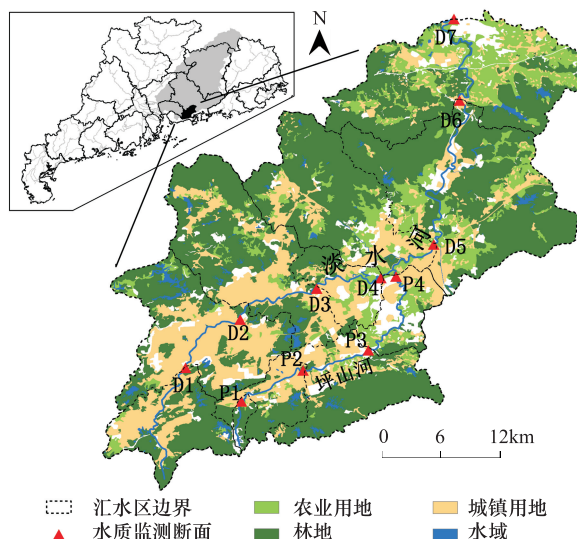 N
D7
D6
淡水河
D5
D4
P4
D3
D2
P3
P2
坪山河
D1
P1
0 6 12km
汇水区边界 农业用地 城镇用地
水质监测断面 林地 水域